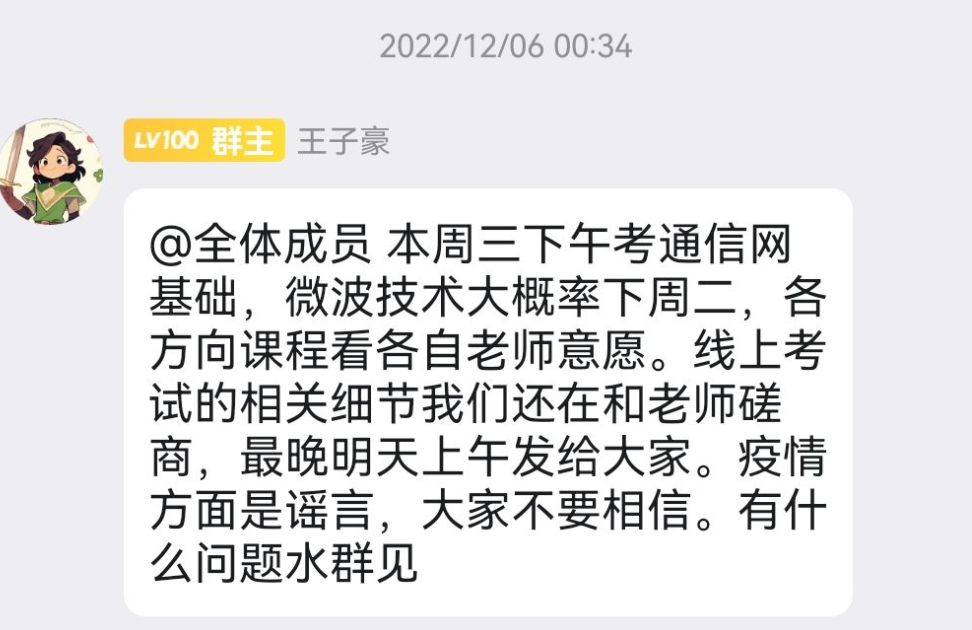 2022/12/06 00:34
LV100 群主 王子豪
@全体成员 本周三下午考通信网
基础，微波技术大概率下周二，各
方向课程看各自老师意愿。线上考
试的相关细节我们还在和老师磋
商，最晚明天上午发给大家。疫情
方面是谣言，大家不要相信。有什
么问题水群见